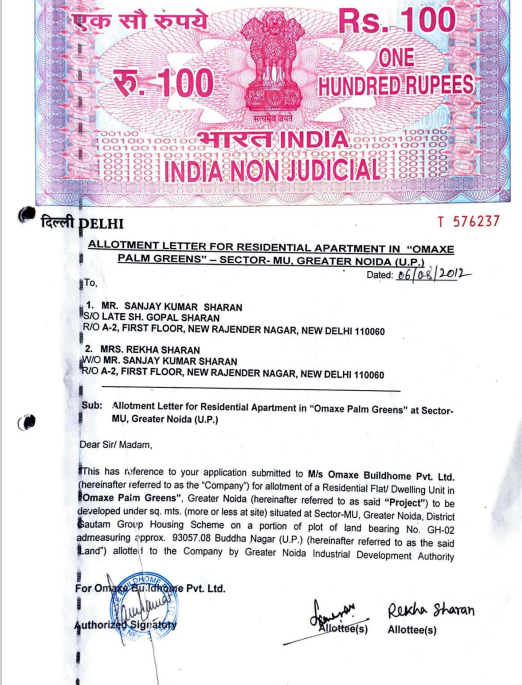 एक सौ रुपये
Rs. 100
रु. 100
ONE
HUNDRED RUPEES
सत्यमेव जयते
भारत INDIA
INDIA NON JUDICIAL
दिल्ली DELHI
T 576237
ALLOTMENT LETTER FOR RESIDENTIAL APARTMENT IN "OMAXE
PALM GREENS" – SECTOR- MU, GREATER NOIDA (U.P.)
Dated: 06/08/2012
To,
1. MR. SANJAY KUMAR SHARAN
S/O LATE SH. GOPAL SHARAN
R/O A-2, FIRST FLOOR, NEW RAJENDER NAGAR, NEW DELHI 110060
2. MRS. REKHA SHARAN
W/O MR. SANJAY KUMAR SHARAN
R/O A-2, FIRST FLOOR, NEW RAJENDER NAGAR, NEW DELHI 110060
Sub: Allotment Letter for Residential Apartment in "Omaxe Palm Greens" at Sector-
MU, Greater Noida (U.P.)
Dear Sir/ Madam,
This has reference to your application submitted to M/s Omaxe Buildhome Pvt. Ltd.
(hereinafter referred to as the "Company") for allotment of a Residential Flat/ Dwelling Unit in
"Omaxe Palm Greens", Greater Noida (hereinafter referred to as said "Project") to be
developed under sq. mts. (more or less at site) situated at Sector-MU, Greater Noida, District
Gautam Group Housing Scheme on a portion of plot of land bearing No. GH-02
admeasuring approx. 93057.08 Buddha Nagar (U.P.) (hereinafter referred to as the said
Land") allotted to the Company by Greater Noida Industrial Development Authority
For Omaxe Buildhome Pvt. Ltd.
Authorized Signatory
Rekha Sharan
Allottee(s) Allottee(s)